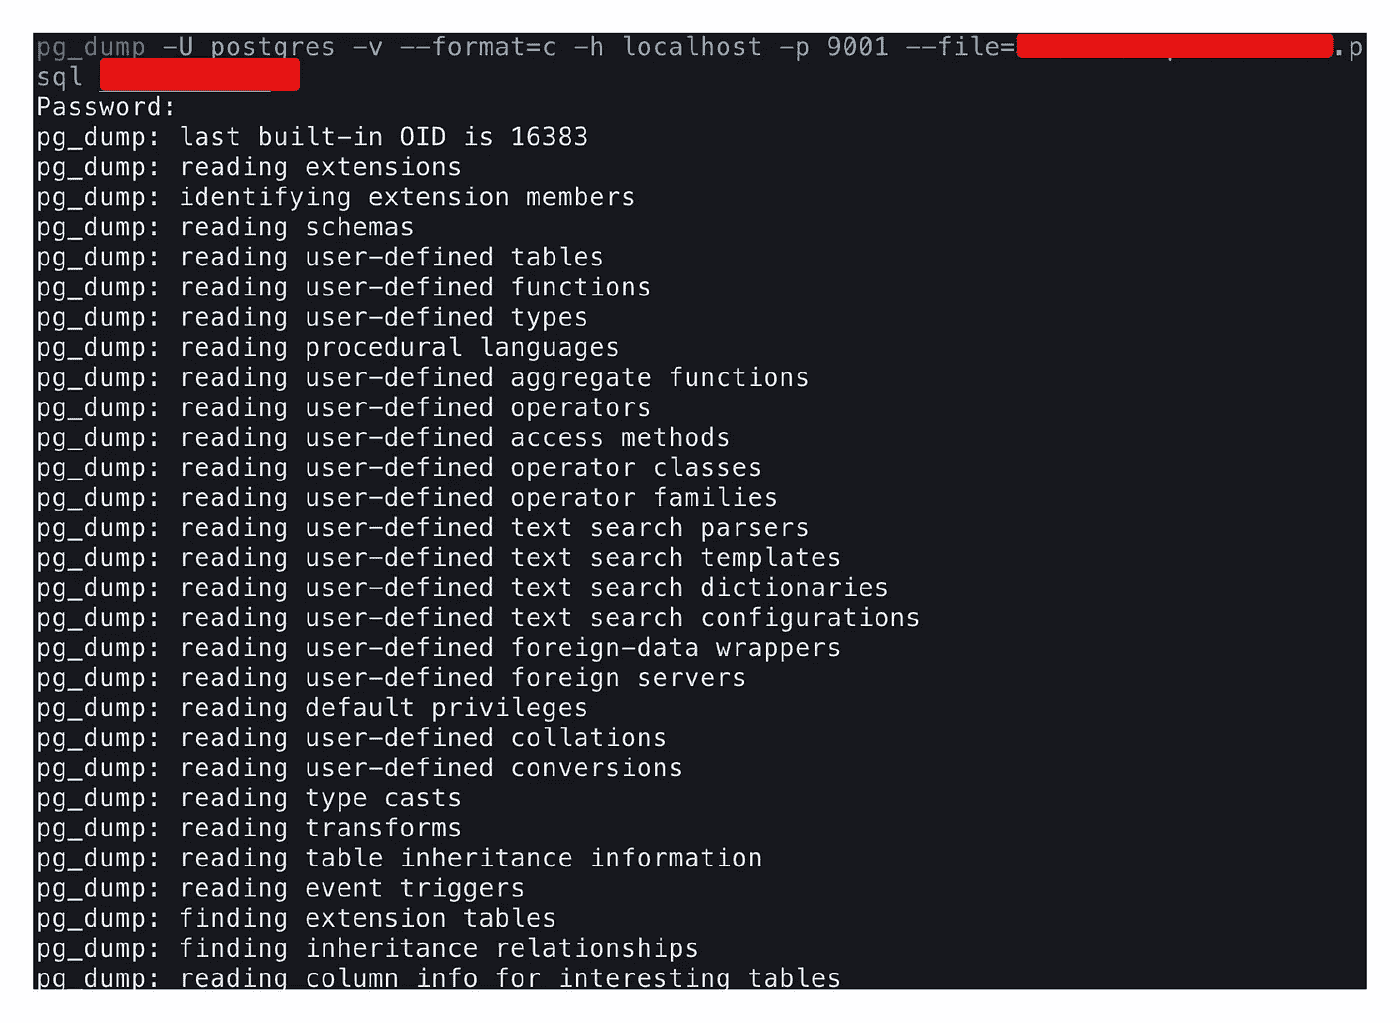 pg_dump -U postgres -v --format=c -h localhost -p 9001 --file= .p
sql
Password:
pg_dump: last built-in OID is 16383
pg_dump: reading extensions
pg_dump: identifying extension members
pg_dump: reading schemas
pg_dump: reading user-defined tables
pg_dump: reading user-defined functions
pg_dump: reading user-defined types
pg_dump: reading procedural languages
pg_dump: reading user-defined aggregate functions
pg_dump: reading user-defined operators
pg_dump: reading user-defined access methods
pg_dump: reading user-defined operator classes
pg_dump: reading user-defined operator families
pg_dump: reading user-defined text search parsers
pg_dump: reading user-defined text search templates
pg_dump: reading user-defined text search dictionaries
pg_dump: reading user-defined text search configurations
pg_dump: reading user-defined foreign-data wrappers
pg_dump: reading user-defined foreign servers
pg_dump: reading default privileges
pg_dump: reading user-defined collations
pg_dump: reading user-defined conversions
pg_dump: reading type casts
pg_dump: reading transforms
pg_dump: reading table inheritance information
pg_dump: reading event triggers
pg_dump: finding extension tables
pg_dump: finding inheritance relationships
pg_dump: reading column info for interesting tables